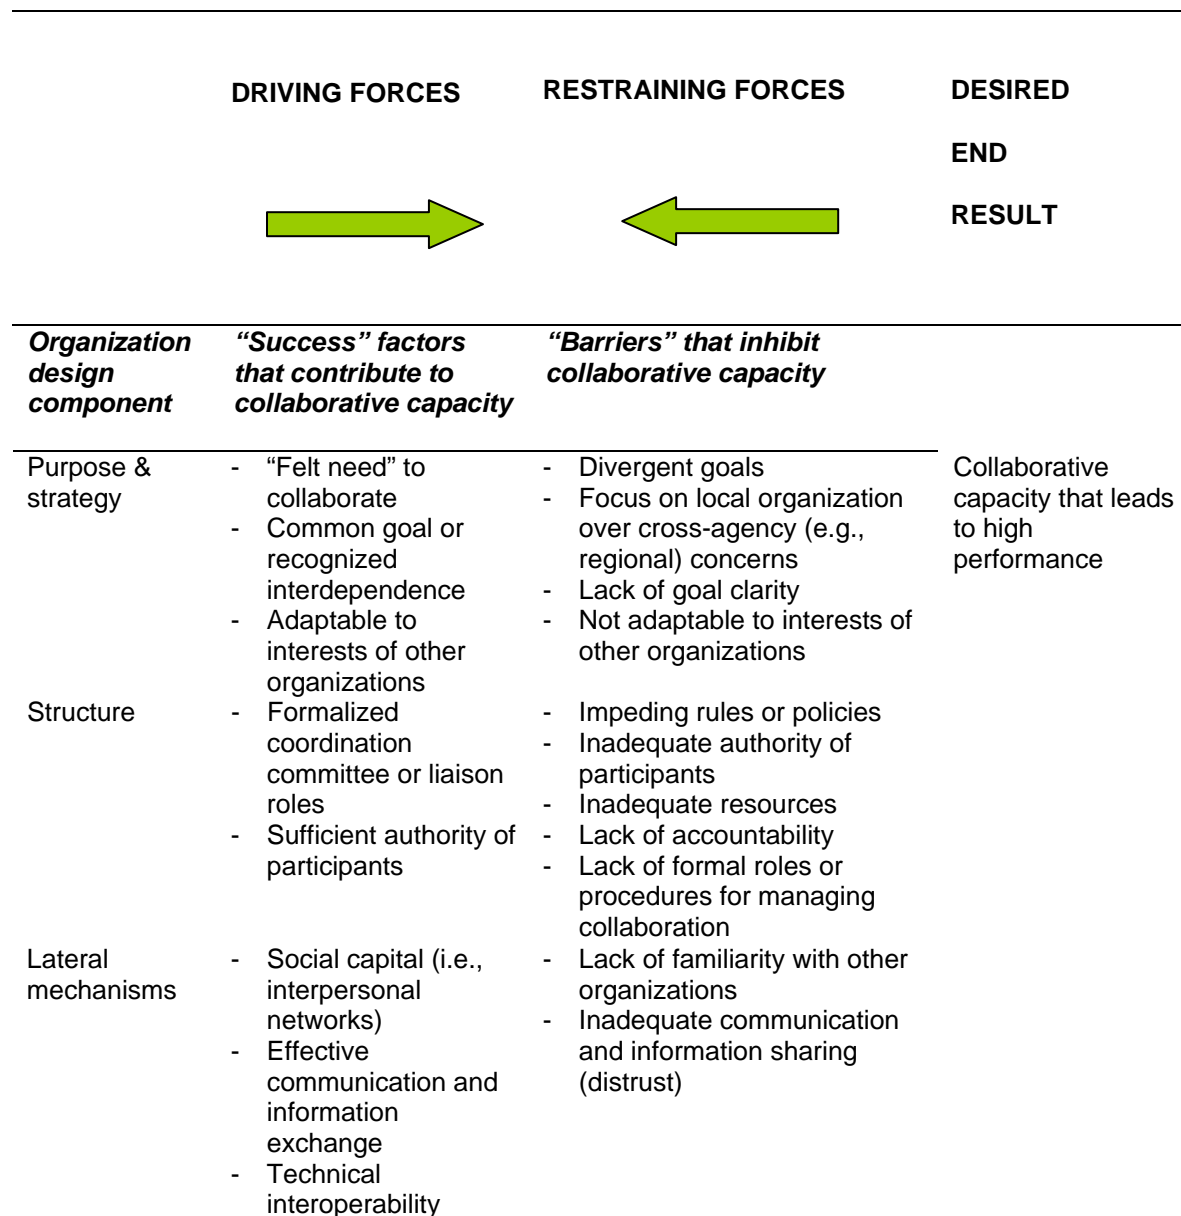 DRIVING FORCES
RESTRAINING FORCES
DESIRED
END
RESULT
Organization
design
component
“Success” factors
that contribute to
collaborative capacity
“Barriers” that inhibit
collaborative capacity
Purpose &
strategy
- “Felt need” to
collaborate
- Common goal or
recognized
interdependence
- Adaptable to
interests of other
organizations
- Divergent goals
- Focus on local organization
over cross-agency (e.g.,
regional) concerns
- Lack of goal clarity
- Not adaptable to interests of
other organizations
Collaborative
capacity that leads
to high
performance
Structure
- Formalized
coordination
committee or liaison
roles
- Sufficient authority of
participants
- Impeding rules or policies
- Inadequate authority of
participants
- Inadequate resources
- Lack of accountability
- Lack of formal roles or
procedures for managing
collaboration
Lateral
mechanisms
- Social capital (i.e.,
interpersonal
networks)
- Effective
communication and
information
exchange
- Technical
interoperability
- Lack of familiarity with other
organizations
- Inadequate communication
and information sharing
(distrust)